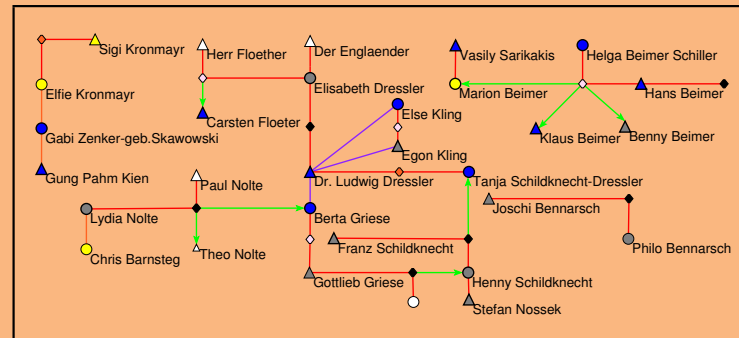 Sigi Kronmayr
Herr Floether
Der Englaender
Vasily Sarikakis
Helga Beimer Schiller
Elfie Kronmayr
Elisabeth Dressler
Marion Beimer
Hans Beimer
Carsten Floeter
Else Kling
Gabi Zenker-geb.Skawowski
Klaus Beimer
Benny Beimer
Egon Kling
Gung Pahm Kien
Paul Nolte
Dr. Ludwig Dressler
Tanja Schildknecht-Dressler
Lydia Nolte
Berta Griese
Joschi Bennarsch
Chris Barnsteg
Theo Nolte
Franz Schildknecht
Philo Bennarsch
Gottlieb Griese
Henny Schildknecht
Stefan Nossek